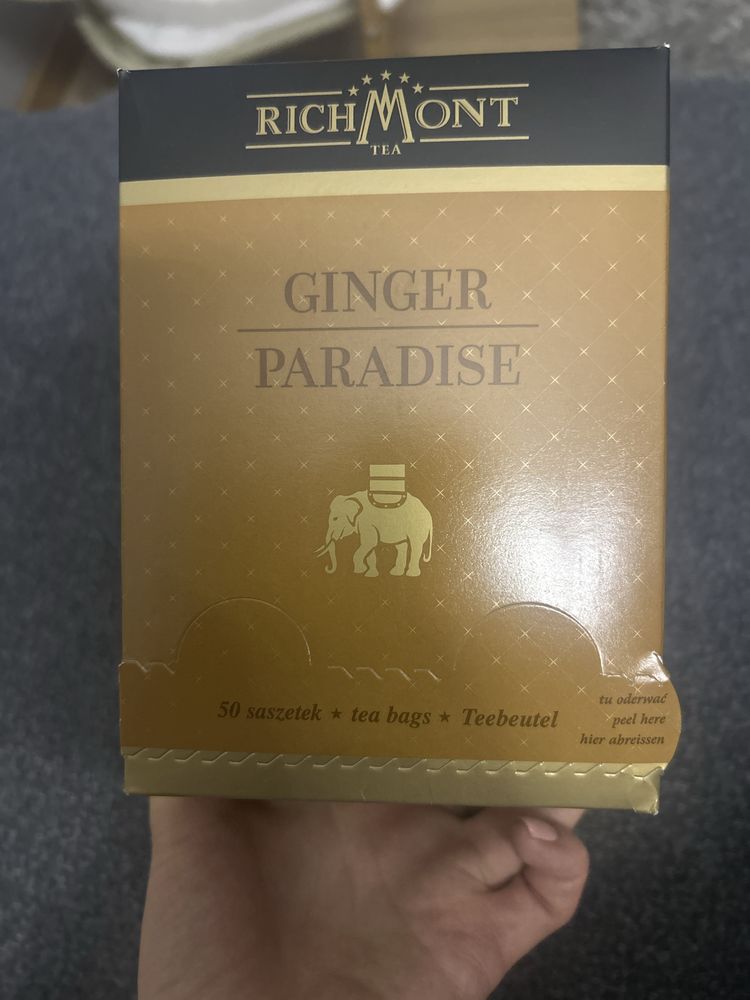 RICHMONT
TEA
GINGER
PARADISE
50 saszetek ★ tea bags ★ Teebeutel
tu oderwać
peel here
hier abreissen